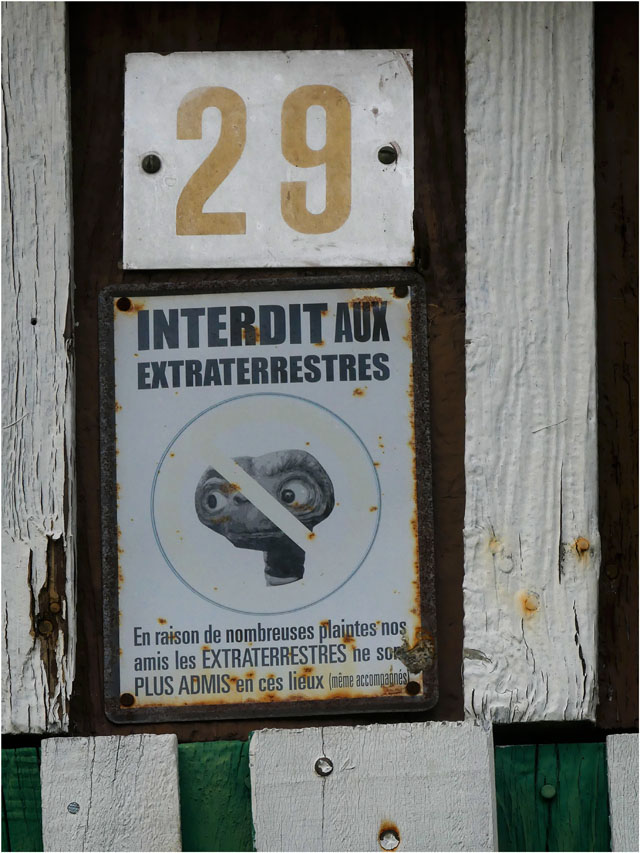 29
INTERDIT AUX
EXTRATERRESTRES
En raison de nombreuses plaintes nos
amis les EXTRATERRESTRES ne
PLUS ADMIS en ces lieux (même accompagnés)